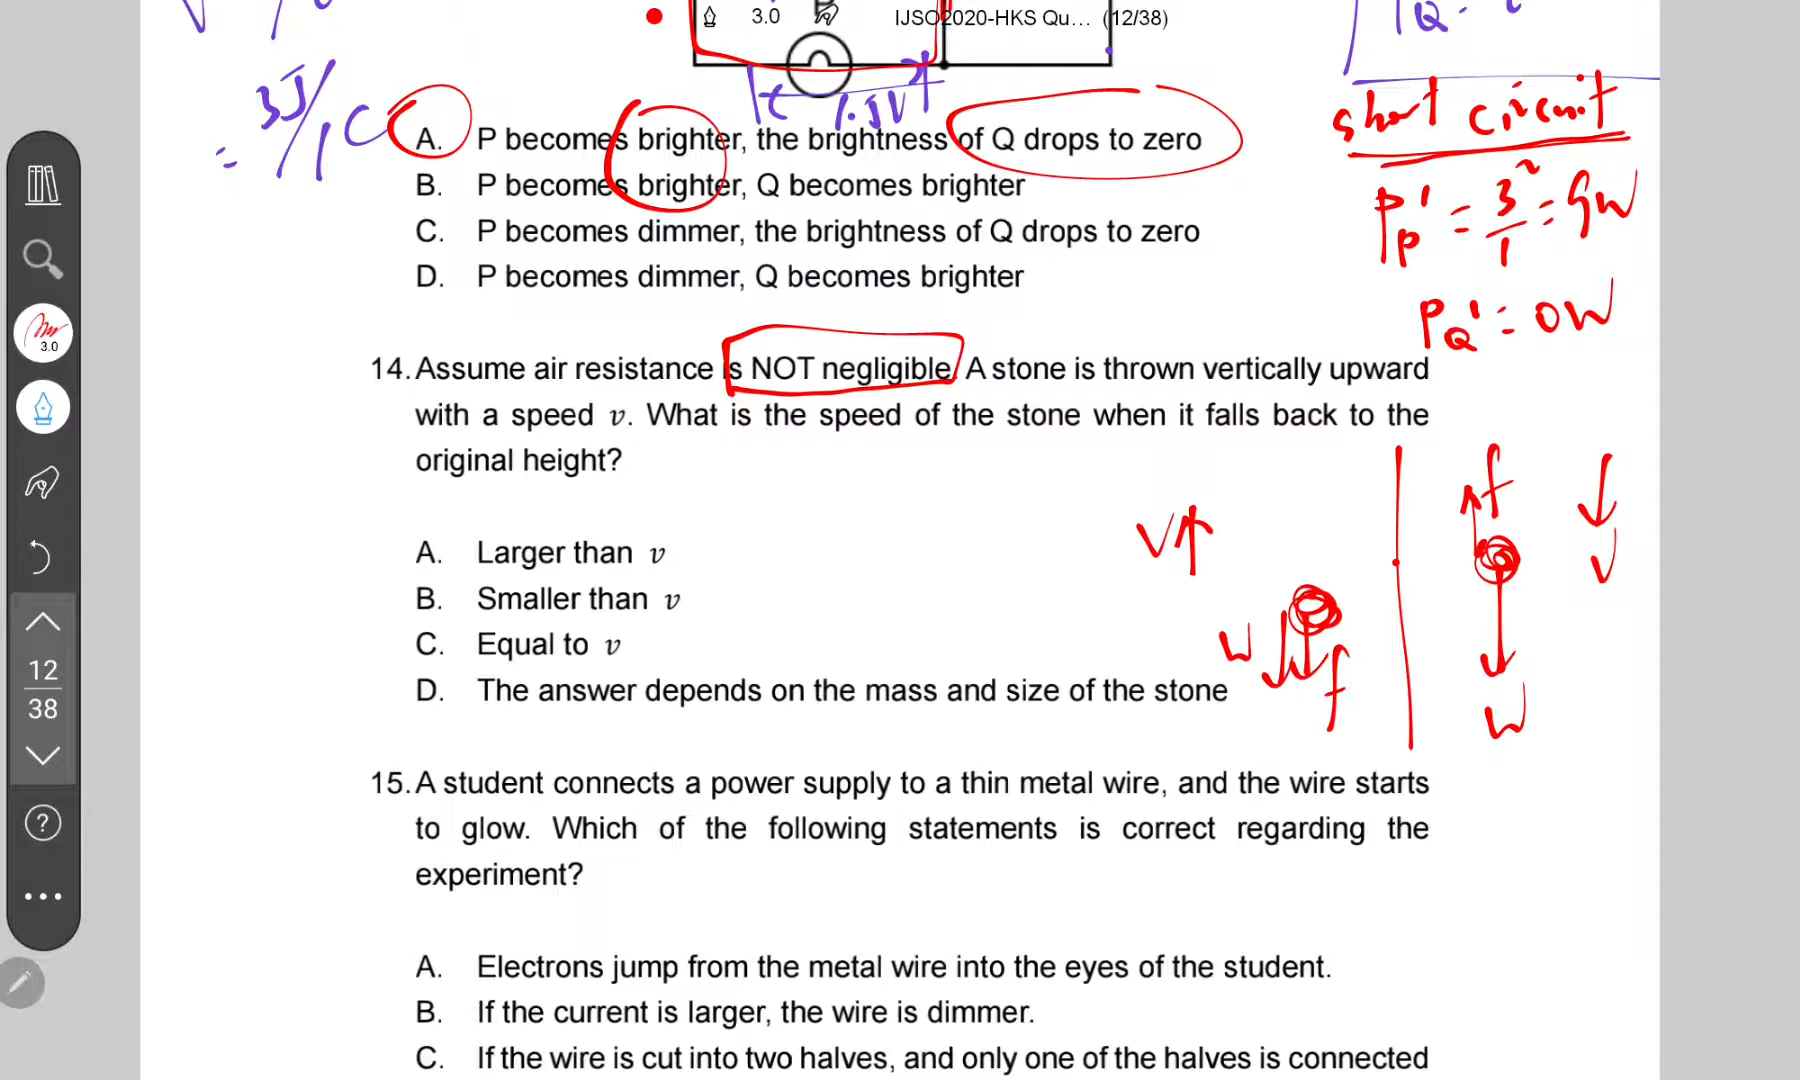 3.0 IJSO2020-HKS Qu... (12/38)
Q
3J/1C
=
1.5V
short circuit
A. P becomes brighter, the brightness of Q drops to zero
B. P becomes brighter, Q becomes brighter
C. P becomes dimmer, the brightness of Q drops to zero
D. P becomes dimmer, Q becomes brighter
Pp' = 3²/1 = 9W
PQ' = 0W
14. Assume air resistance is NOT negligible. A stone is thrown vertically upward
with a speed v. What is the speed of the stone when it falls back to the
original height?
A. Larger than v
B. Smaller than v
C. Equal to v
D. The answer depends on the mass and size of the stone
V
W
f
f
V
W
15. A student connects a power supply to a thin metal wire, and the wire starts
to glow. Which of the following statements is correct regarding the
experiment?
A. Electrons jump from the metal wire into the eyes of the student.
B. If the current is larger, the wire is dimmer.
C. If the wire is cut into two halves, and only one of the halves is connected
3.0
12
38
?